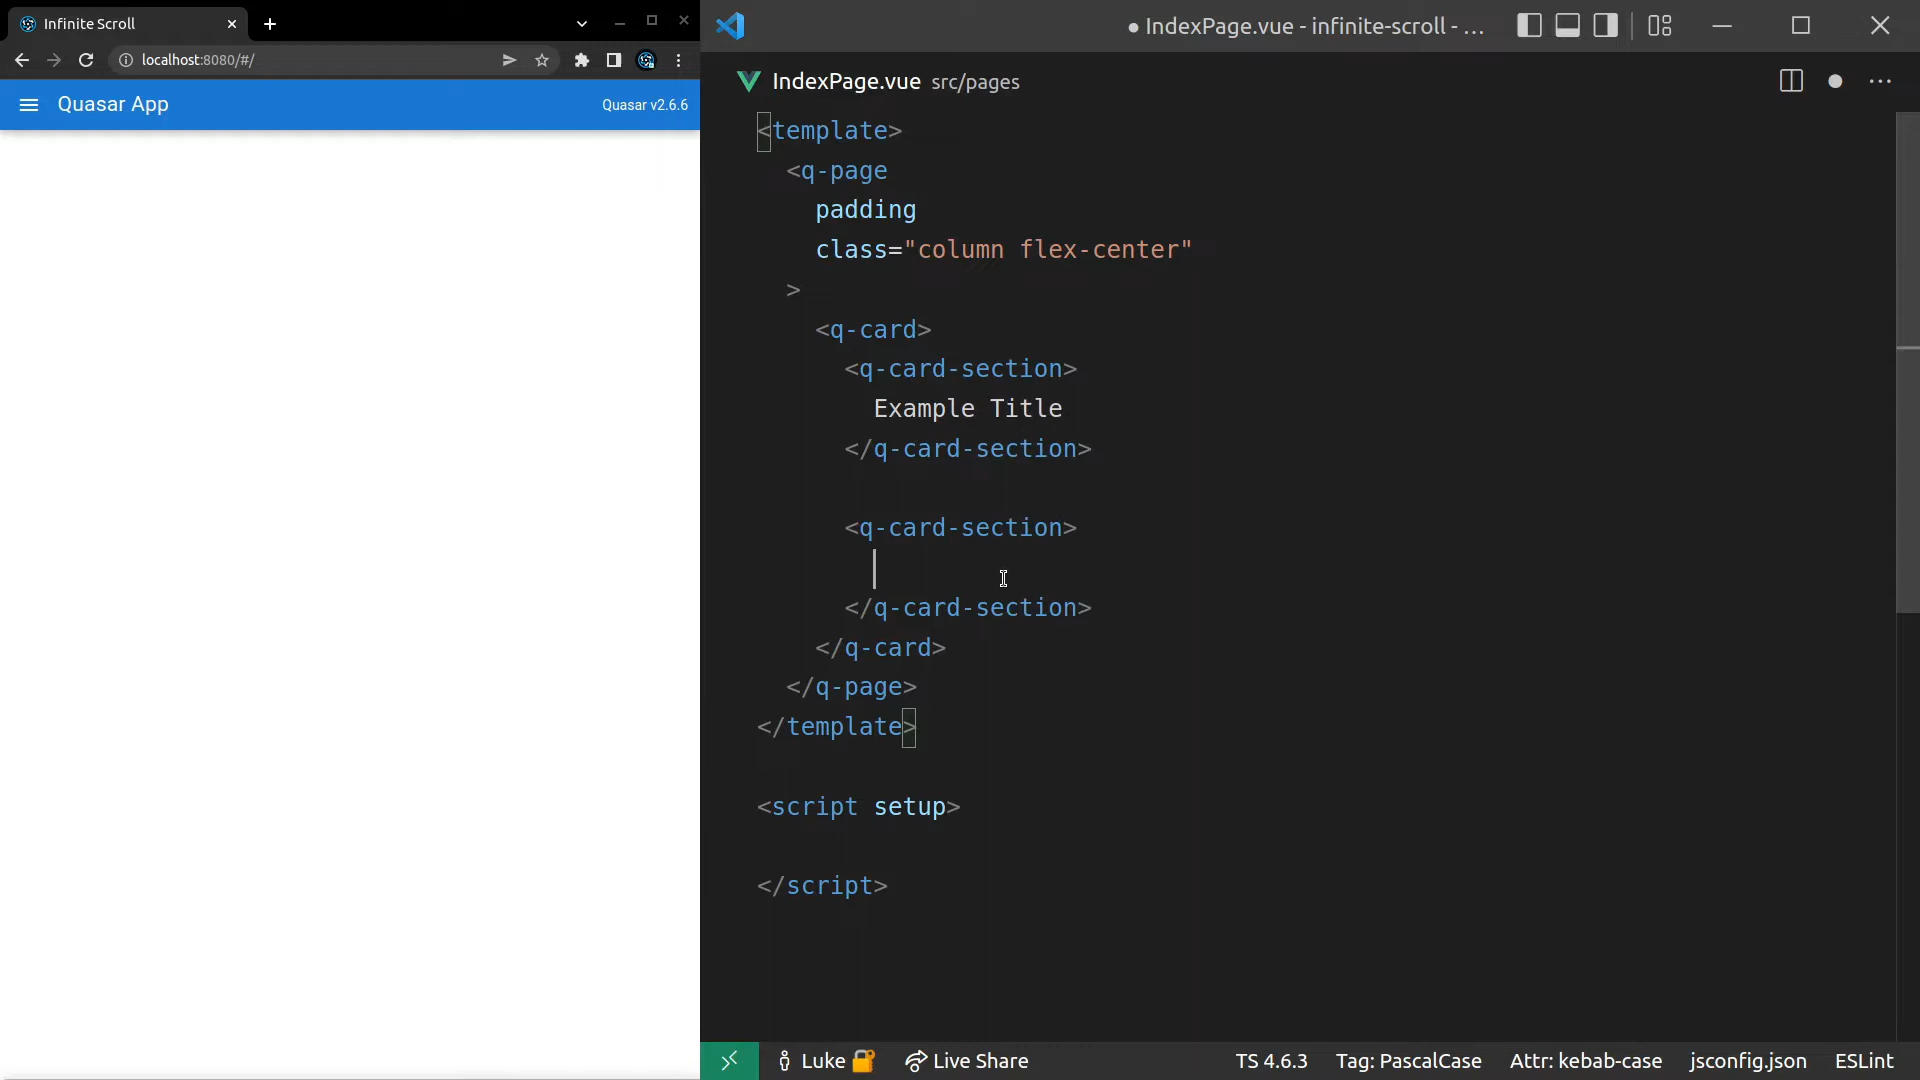 Infinite Scroll
localhost:8080/#/
Quasar App
Quasar v2.6.6
● IndexPage.vue - infinite-scroll - ...
IndexPage.vue src/pages
<template>
<q-page
padding
class="column flex-center"
>
<q-card>
<q-card-section>
Example Title
</q-card-section>
<q-card-section>
</q-card-section>
</q-card>
</q-page>
</template>
<script setup>
</script>
Luke 🔐
Live Share
TS 4.6.3
Tag: PascalCase
Attr: kebab-case
jsconfig.json
ESLint